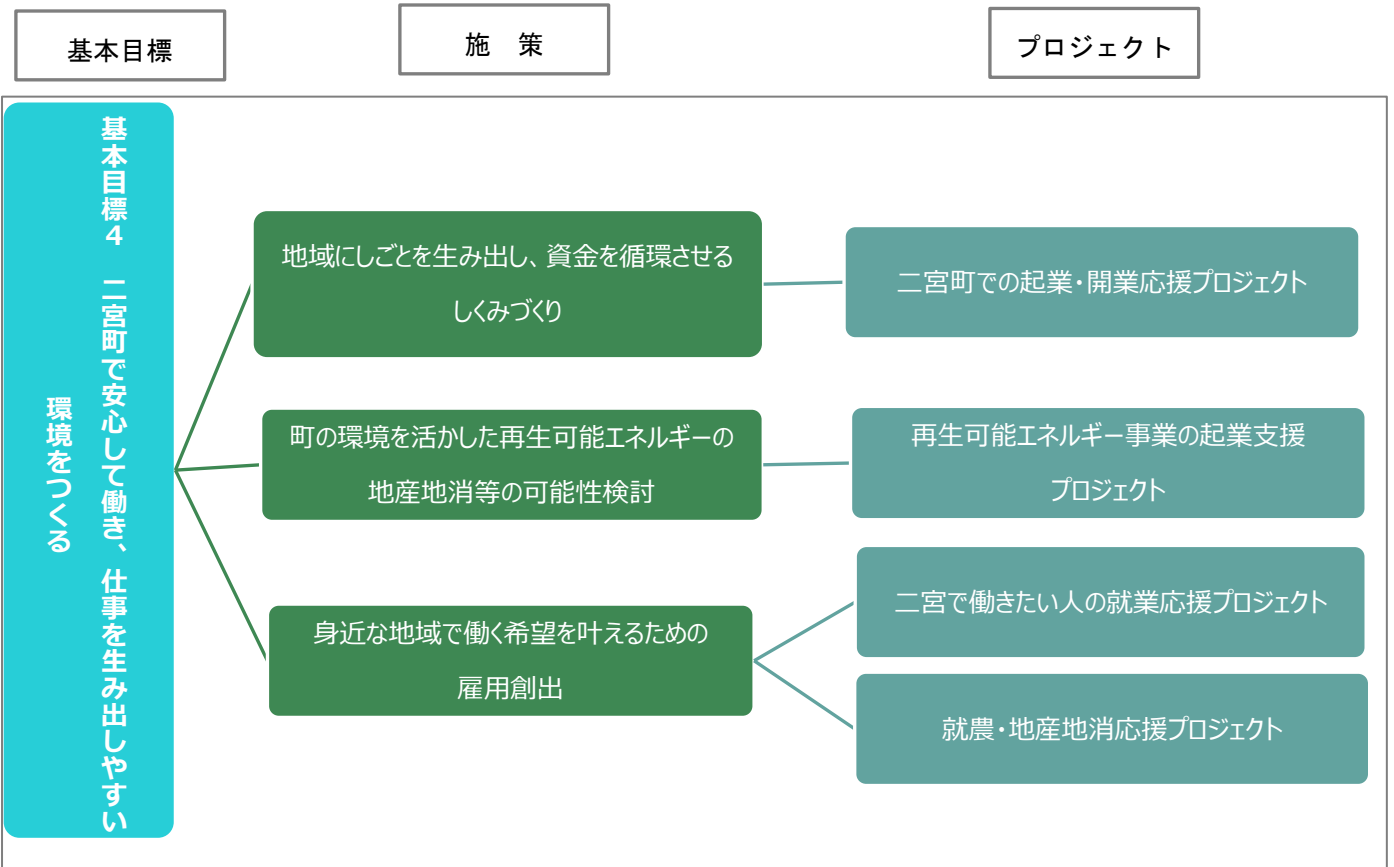 基本目標
施　策
プロジェクト
基本目標４　二宮町で安心して働き、仕事を生み出しやすい
環境をつくる
地域にしごとを生み出し、資金を循環させる
しくみづくり
二宮町での起業・開業応援プロジェクト
町の環境を活かした再生可能エネルギーの
地産地消等の可能性検討
再生可能エネルギー事業の起業支援
プロジェクト
身近な地域で働く希望を叶えるための
雇用創出
二宮で働きたい人の就業応援プロジェクト
就農・地産地消応援プロジェクト